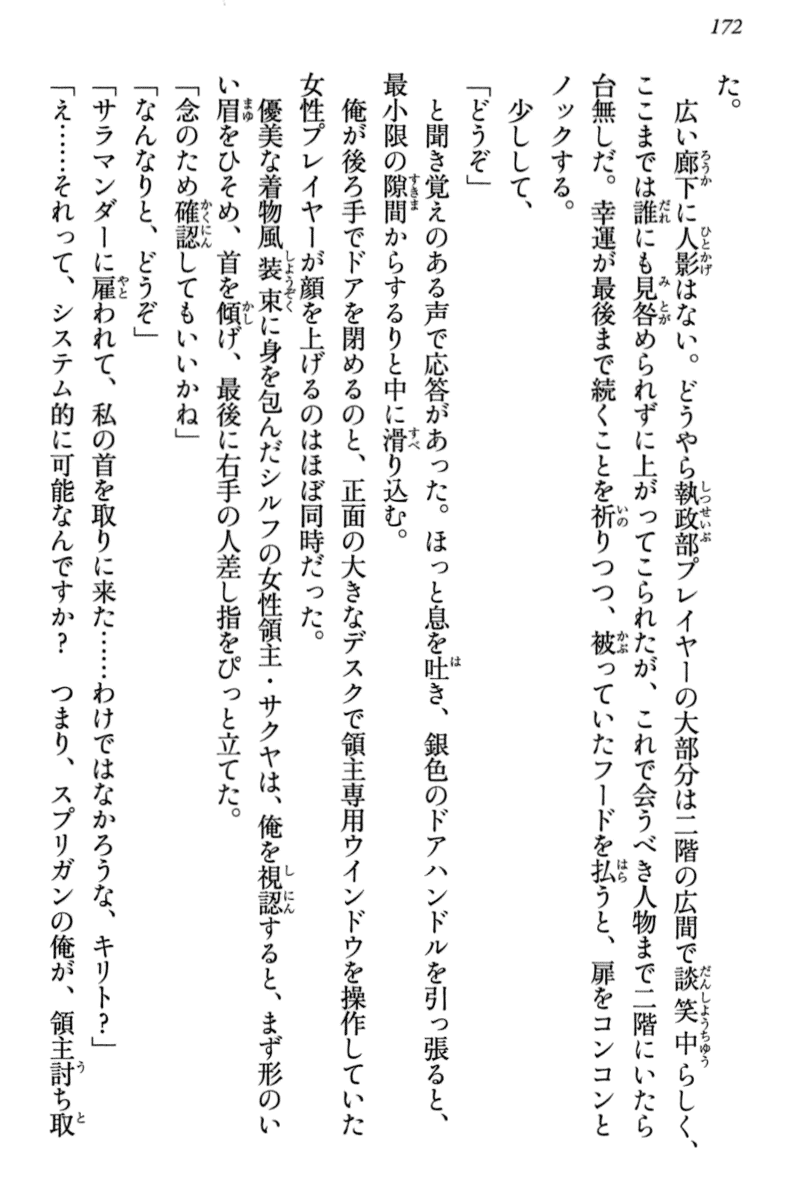 172
た。
　広い廊下に人影はない。どうやら執政部プレイヤーの大部分は二階の広間で談笑中らしく、
ここまでは誰にも見咎められずに上がってこられたが、これで会うべき人物まで二階にいたら
台無しだ。幸運が最後まで続くことを祈りつつ、被っていたフードを払うと、扉をコンコンと
ノックする。
　少しして、
「どうぞ」
　と聞き覚えのある声で応答があった。ほっと息を吐き、銀色のドアハンドルを引っ張ると、
最小限の隙間からするりと中に滑り込む。
　俺が後ろ手でドアを閉めるのと、正面の大きなデスクで領主専用ウインドウを操作していた
女性プレイヤーが顔を上げるのはほぼ同時だった。
　優美な着物風装束に身を包んだシルフの女性領主・サクヤは、俺を視認すると、まず形のい
い眉をひそめ、首を傾げ、最後に右手の人差し指をぴっと立てた。
「念のため確認してもいいかね」
「なんなりと、どうぞ」
「サラマンダーに雇われて、私の首を取りに来た……わけではなかろうな、キリト？」
「え……それって、システム的に可能なんですか？　つまり、スプリガンの俺が、領主討ち取